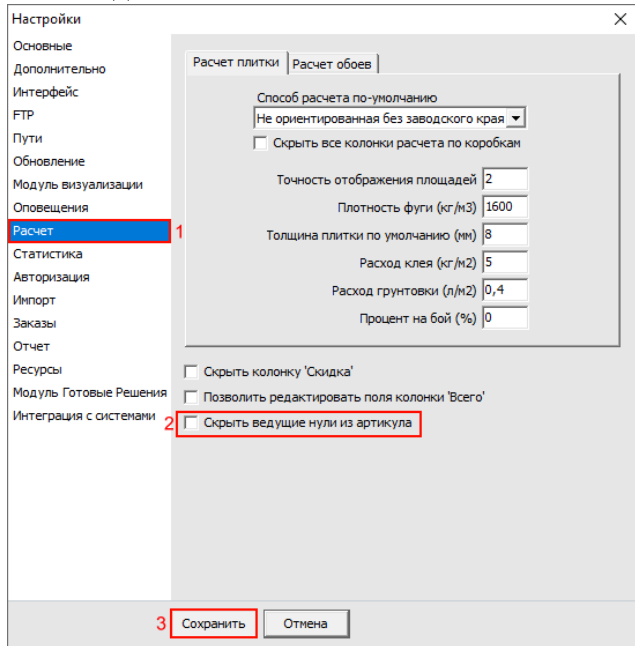 Настройки
Основные
Дополнительно
Интерфейс
FTP
Пути
Обновление
Модуль визуализации
Оповещения
Расчет
1
Статистика
Авторизация
Импорт
Заказы
Отчет
Ресурсы
Модуль Готовые Решения
Интеграция с системами
Расчет плитки
Расчет обоев
Способ расчета по-умолчанию
Не ориентированная без заводского края
Скрыть все колонки расчета по коробкам
Точность отображения площадей 2
Плотность фуги (кг/м3) 1600
Толщина плитки по умолчанию (мм) 8
Расход клея (кг/м2) 5
Расход грунтовки (л/м2) 0,4
Процент на бой (%) 0
Скрыть колонку 'Скидка'
Позволить редактировать поля колонки 'Всего'
2 Скрыть ведущие нули из артикула
3 Сохранить Отмена